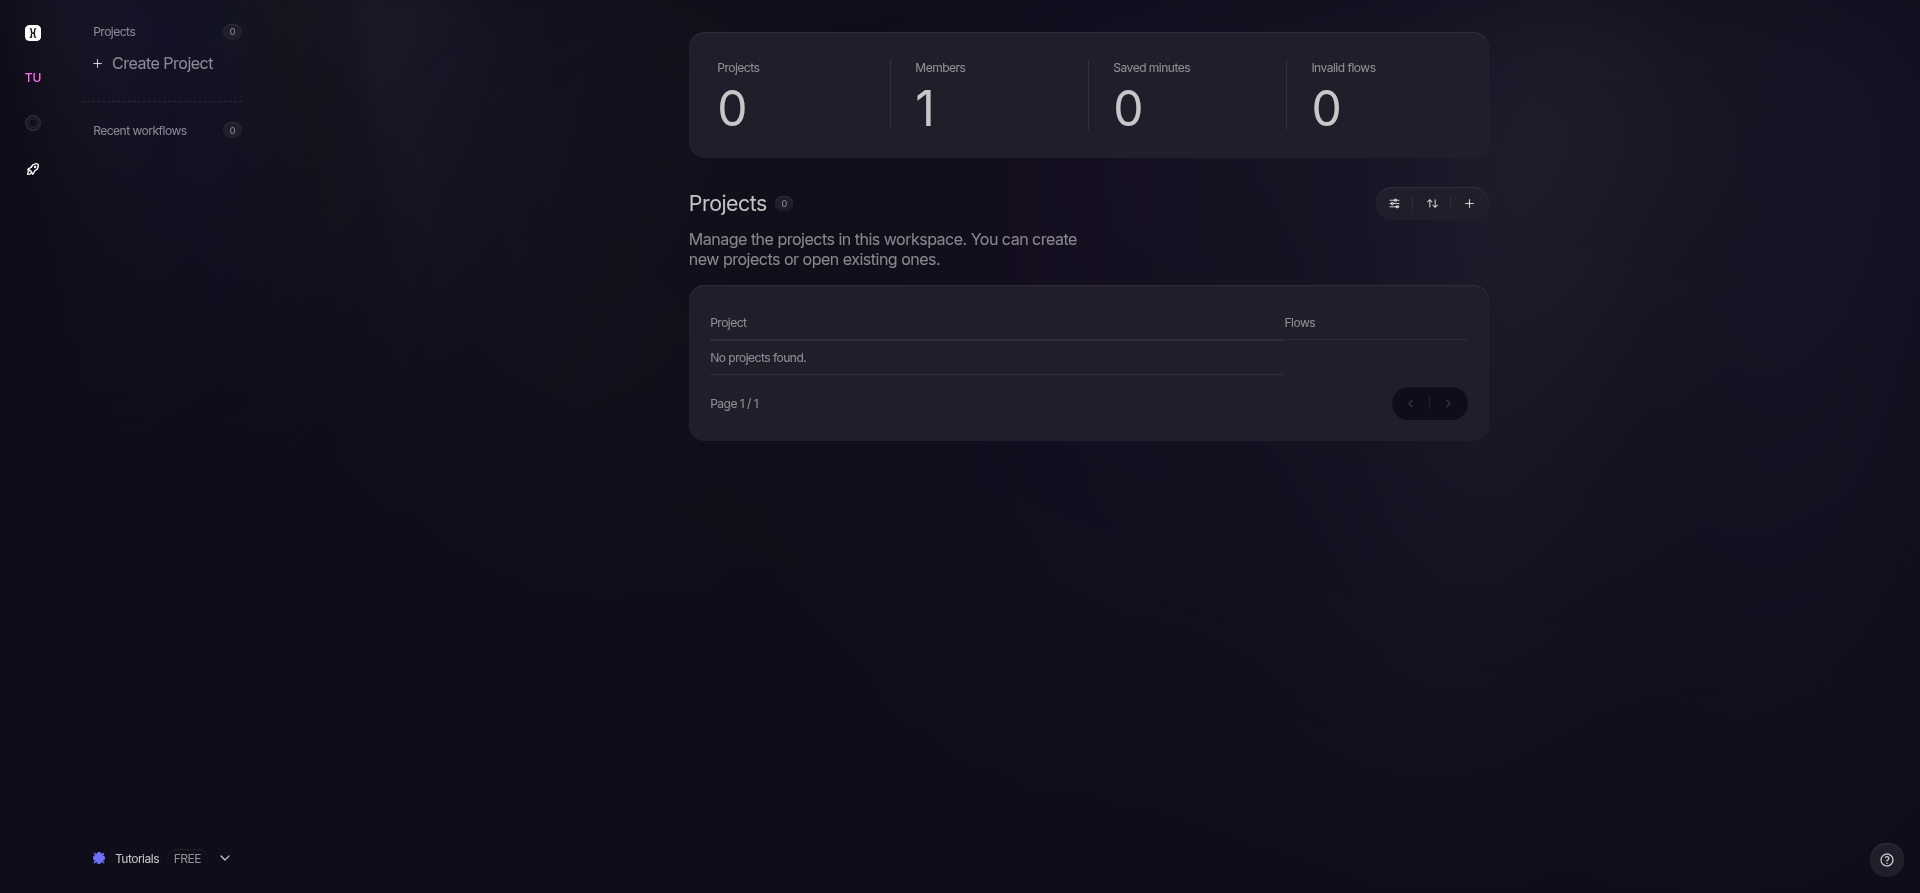 Projects 0
+ Create Project
TU
Recent workflows 0
Projects Members Saved minutes Invalid flows
0 1 0 0
Projects 0
Manage the projects in this workspace. You can create
new projects or open existing ones.
Project Flows
No projects found.
Page 1 / 1
Tutorials FREE